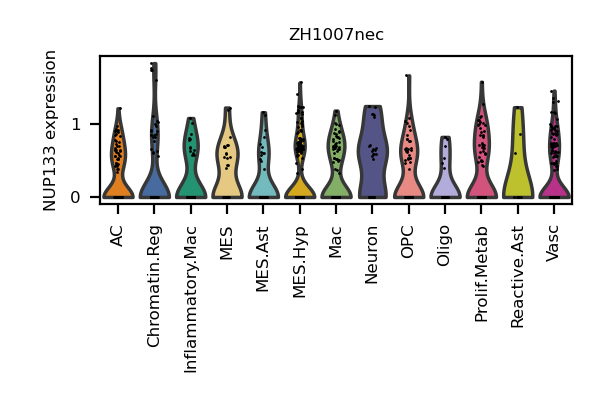 ZH1007nec
NUP133 expression
1
0
AC
Chromatin.Reg
Inflammatory.Mac
MES
MES.Ast
MES.Hyp
Mac
Neuron
OPC
Oligo
Prolif.Metab
Reactive.Ast
Vasc